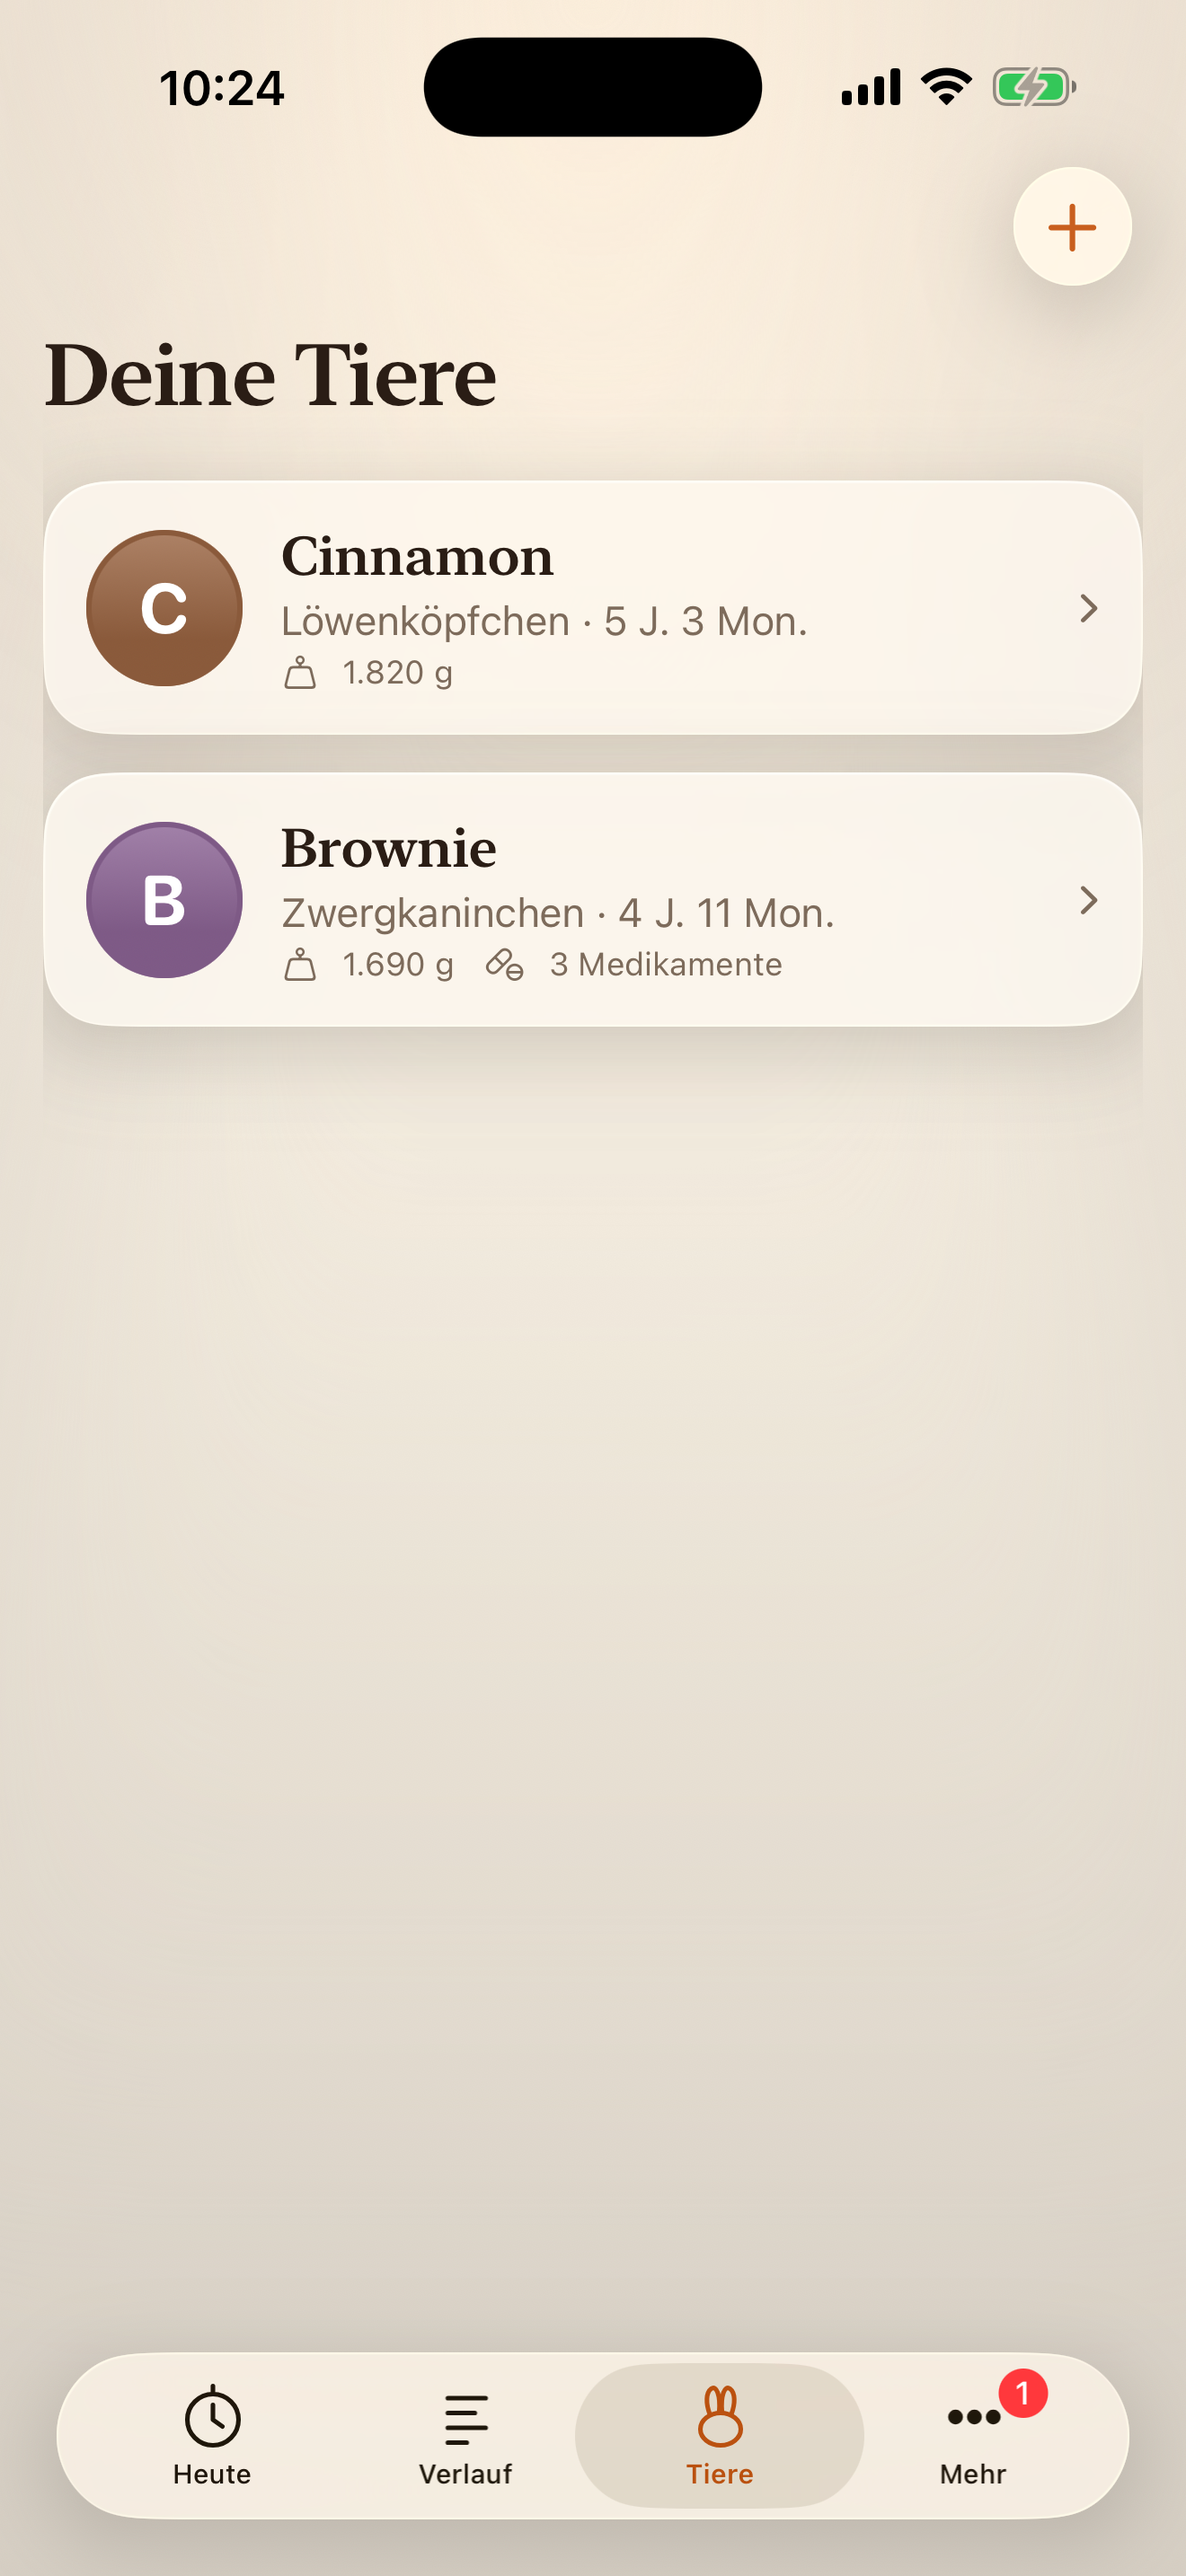 10:24
Deine Tiere
C
Cinnamon
Löwenköpfchen · 5 J. 3 Mon.
1.820 g
B
Brownie
Zwergkaninchen · 4 J. 11 Mon.
1.690 g 3 Medikamente
1
Heute Verlauf Tiere Mehr